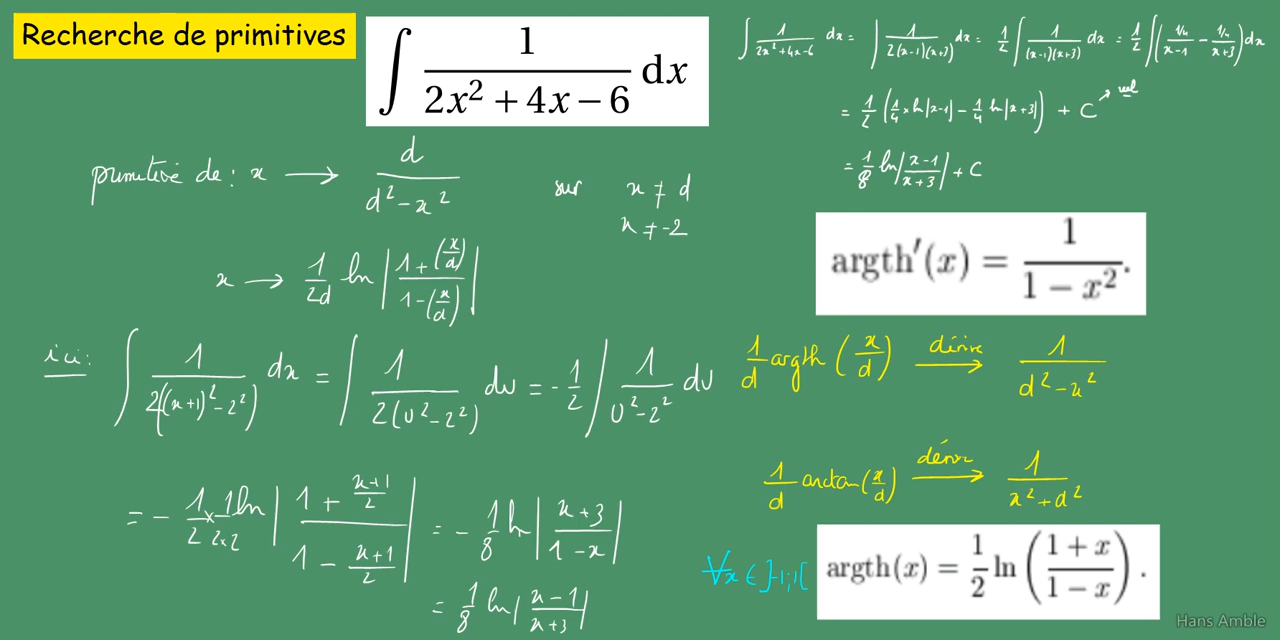 Recherche de primitives
∫ 1/(2x² + 4x − 6) dx
∫ 1/(2x²+4x-6) dx = ∫ 1/(2(x-1)(x+3)) dx = 1/2 ∫ 1/((x-1)(x+3)) dx = 1/2 ∫ ((1/4)/(x-1) - (1/4)/(x+3)) dx
= 1/2 (1/4 × ln|x-1| - 1/4 ln|x+3|) + C → réel
= 1/8 ln|(x-1)/(x+3)| + C
primitive de : x → d/(d²-x²) sur x ≠ d
x ≠ -2
x → 1/(2d) ln |(1+(x/d))/(1-(x/d))|
argth′(x) = 1/(1 − x²).
ici : ∫ 1/(2((x+1)²-2²)) dx = ∫ 1/(2(U²-2²)) du = -1/2 ∫ 1/(U²-2²) dU
1/d argth (x/d) dérive → 1/(d²-x²)
1/d arctan (x/d) dérive → 1/(x²+d²)
= - 1/2 × 1/(2×2) ln |(1 + (x+1)/2)/(1 - (x+1)/2)| = - 1/8 ln |(x+3)/(1-x)|
= 1/8 ln |(x-1)/(x+3)|
∀x ∈ ]-1;1[ argth(x) = 1/2 ln ((1 + x)/(1 − x)).
Hans Amble